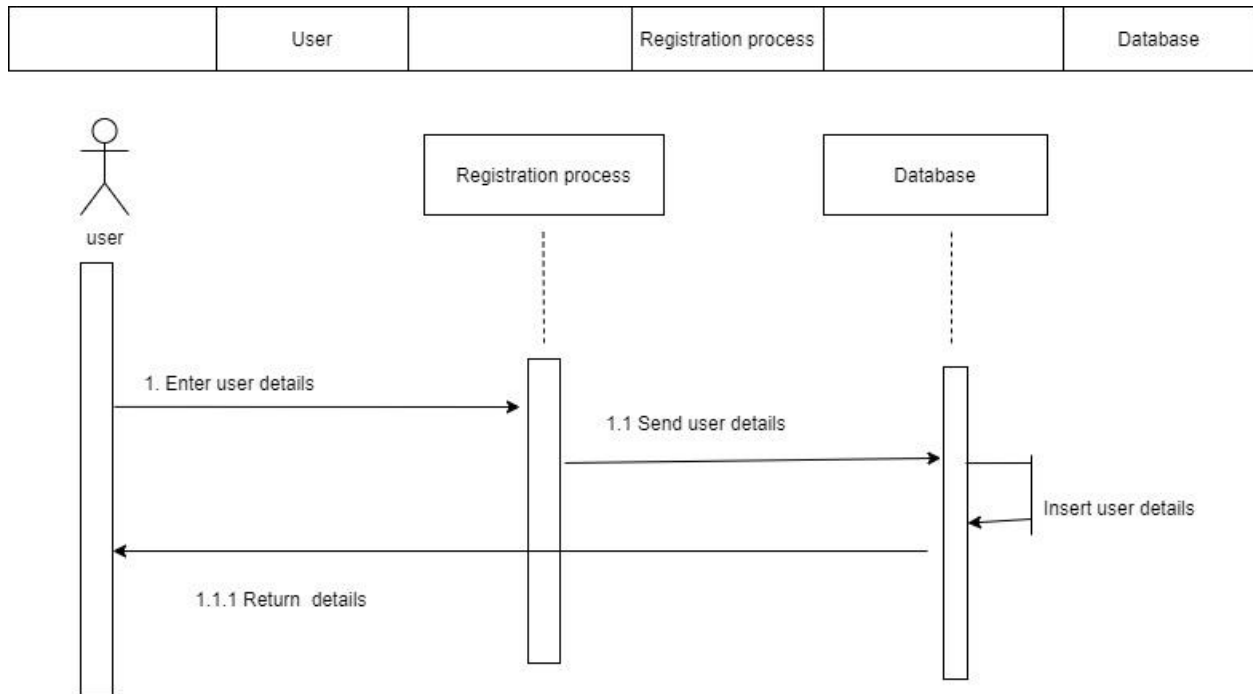 User
Registration process
Database
Registration process
Database
user
1. Enter user details
1.1 Send user details
Insert user details
1.1.1 Return  details